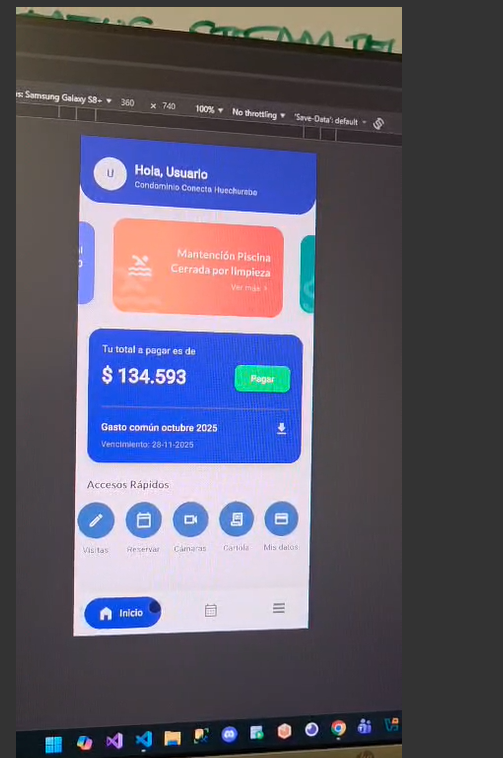 s: Samsung Galaxy S8+ ▾ 360 × 740 100% ▾ No throttling ▾ 'Save-Data': default ▾
U
Hola, Usuario
Condominio Conecta Huechuraba
Mantención Piscina
Cerrada por limpieza
Ver más
Tu total a pagar es de
$ 134.593
Pagar
Gasto común octubre 2025
Vencimiento: 28-11-2025
Accesos Rápidos
Visitas Reservar Cámaras Cartola Mis datos
Inicio